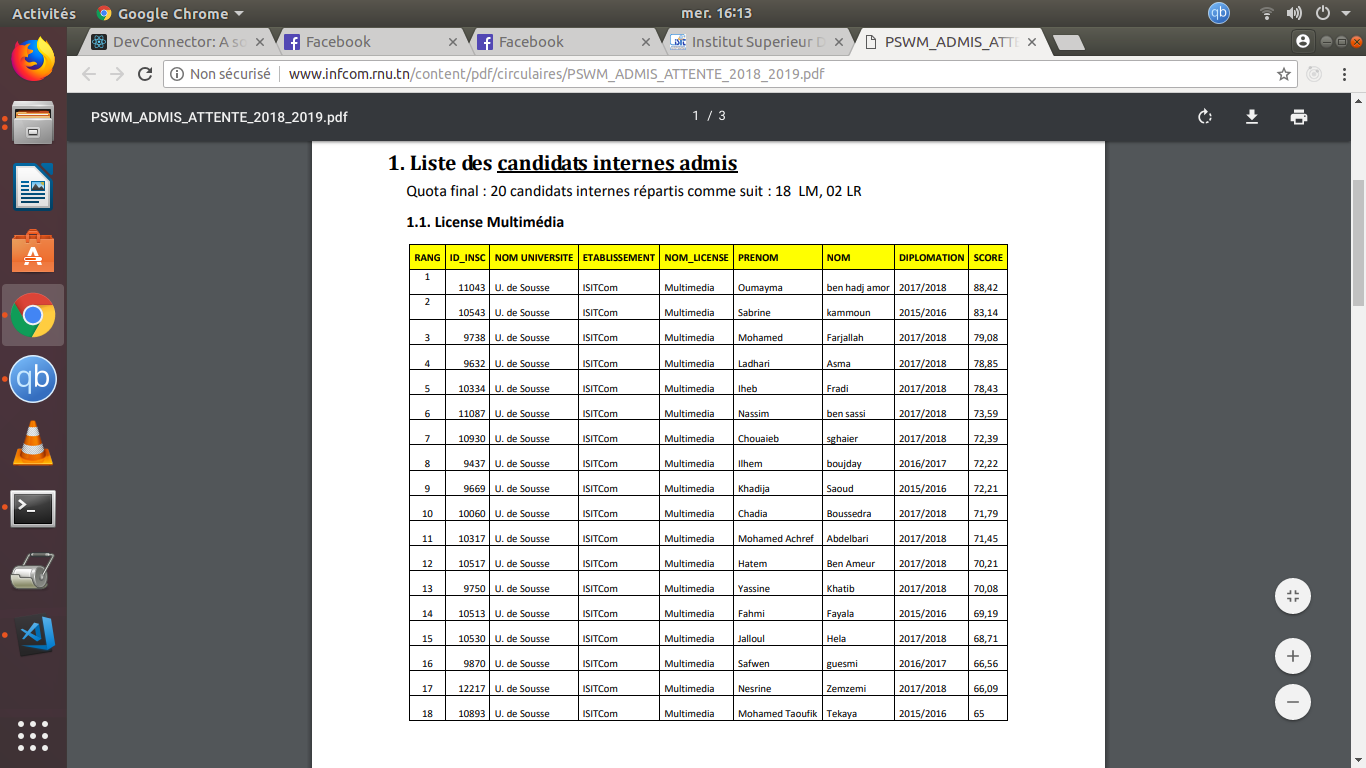 Activités Google Chrome mer. 16:13 qb
DevConnector: A so Facebook Facebook Institut Superieur D PSWM_ADMIS_ATTE
Non sécurisé www.infcom.rnu.tn/content/pdf/circulaires/PSWM_ADMIS_ATTENTE_2018_2019.pdf
PSWM_ADMIS_ATTENTE_2018_2019.pdf 1 / 3
1. Liste des candidats internes admis
Quota final : 20 candidats internes répartis comme suit : 18 LM, 02 LR
1.1. License Multimédia
RANG ID_INSC NOM UNIVERSITE ETABLISSEMENT NOM_LICENSE PRENOM NOM DIPLOMATION SCORE
1 11043 U. de Sousse ISITCom Multimedia Oumayma ben hadj amor 2017/2018 88,42
2 10543 U. de Sousse ISITCom Multimedia Sabrine kammoun 2015/2016 83,14
3 9738 U. de Sousse ISITCom Multimedia Mohamed Farjallah 2017/2018 79,08
4 9632 U. de Sousse ISITCom Multimedia Ladhari Asma 2017/2018 78,85
5 10334 U. de Sousse ISITCom Multimedia Iheb Fradi 2017/2018 78,43
6 11087 U. de Sousse ISITCom Multimedia Nassim ben sassi 2017/2018 73,59
7 10930 U. de Sousse ISITCom Multimedia Chouaieb sghaier 2017/2018 72,39
8 9437 U. de Sousse ISITCom Multimedia Ilhem boujday 2016/2017 72,22
9 9669 U. de Sousse ISITCom Multimedia Khadija Saoud 2015/2016 72,21
10 10060 U. de Sousse ISITCom Multimedia Chadia Boussedra 2017/2018 71,79
11 10317 U. de Sousse ISITCom Multimedia Mohamed Achref Abdelbari 2017/2018 71,45
12 10517 U. de Sousse ISITCom Multimedia Hatem Ben Ameur 2017/2018 70,21
13 9750 U. de Sousse ISITCom Multimedia Yassine Khatib 2017/2018 70,08
14 10513 U. de Sousse ISITCom Multimedia Fahmi Fayala 2015/2016 69,19
15 10530 U. de Sousse ISITCom Multimedia Jalloul Hela 2017/2018 68,71
16 9870 U. de Sousse ISITCom Multimedia Safwen guesmi 2016/2017 66,56
17 12217 U. de Sousse ISITCom Multimedia Nesrine Zemzemi 2017/2018 66,09
18 10893 U. de Sousse ISITCom Multimedia Mohamed Taoufik Tekaya 2015/2016 65
qb